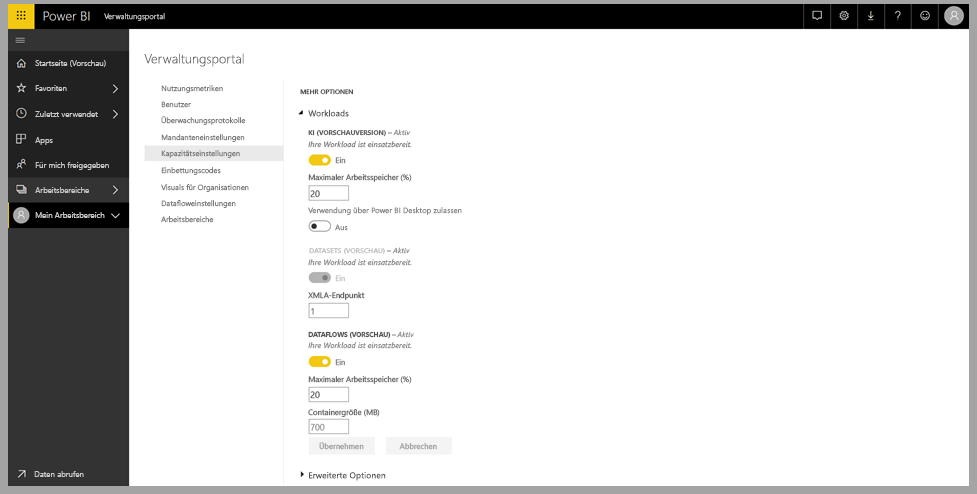 Power BI Verwaltungsportal
Startseite (Vorschau)
Favoriten
Zuletzt verwendet
Apps
Für mich freigegeben
Arbeitsbereiche
Mein Arbeitsbereich
Daten abrufen
Verwaltungsportal
Nutzungsmetriken
Benutzer
Überwachungsprotokolle
Mandanteneinstellungen
Kapazitätseinstellungen
Einbettungscodes
Visuals für Organisationen
Datafloweinstellungen
Arbeitsbereiche
MEHR OPTIONEN
Workloads
KI (VORSCHAUVERSION) – Aktiv
Ihre Workload ist einsatzbereit.
Ein
Maximaler Arbeitsspeicher (%)
20
Verwendung über Power BI Desktop zulassen
Aus
DATASETS (VORSCHAU) – Aktiv
Ihre Workload ist einsatzbereit.
Ein
XMLA-Endpunkt
1
DATAFLOWS (VORSCHAU) – Aktiv
Ihre Workload ist einsatzbereit.
Ein
Maximaler Arbeitsspeicher (%)
20
Containergröße (MB)
700
Übernehmen Abbrechen
Erweiterte Optionen